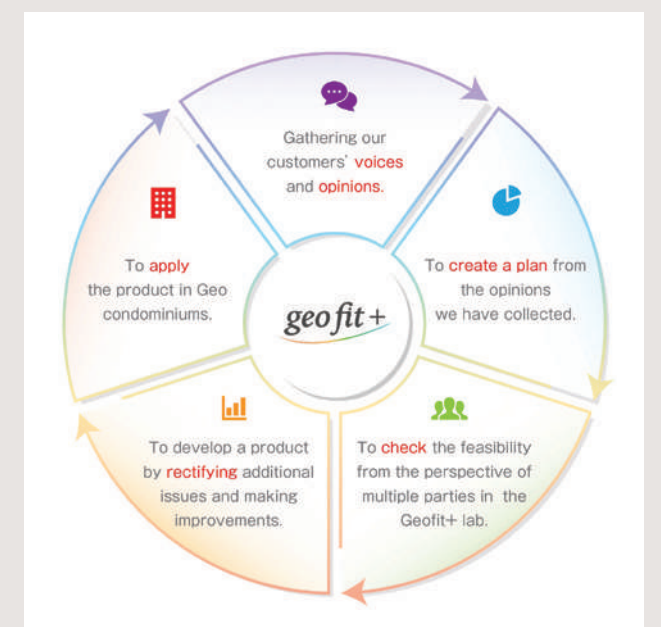 Gathering our
customers' voices
and opinions.
To create a plan from
the opinions
we have collected.
To check the feasibility
from the perspective of
multiple parties in the
Geofit+ lab.
To develop a product
by rectifying additional
issues and making
improvements.
To apply
the product in Geo
condominiums.
geo fit +